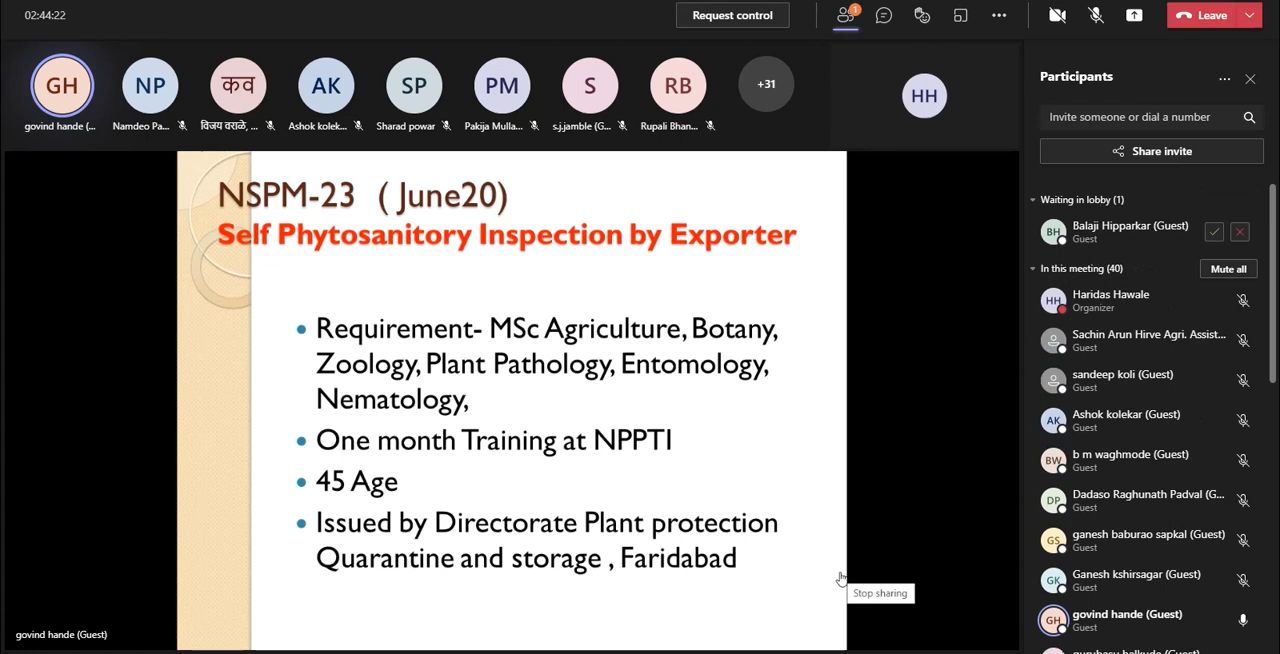 02:44:22
Request control
1
Leave
GH
NP
कव
AK
SP
PM
S
RB
+31
HH
govind hande (...
Namdeo Pa...
विजय वराळे, ...
Ashok kolek...
Sharad powar
Pakija Mulla...
s.j.jamble (G...
Rupali Bhan...
NSPM-23 ( June20)
Self Phytosanitory Inspection by Exporter
Requirement- MSc Agriculture, Botany,
Zoology, Plant Pathology, Entomology,
Nematology,
One month Training at NPPTI
45 Age
Issued by Directorate Plant protection
Quarantine and storage , Faridabad
Stop sharing
govind hande (Guest)
Participants
Invite someone or dial a number
Share invite
Waiting in lobby (1)
BH
Balaji Hipparkar (Guest)
Guest
In this meeting (40)
Mute all
HH
Haridas Hawale
Organizer
Sachin Arun Hirve Agri. Assist...
Guest
sandeep koli (Guest)
Guest
AK
Ashok kolekar (Guest)
Guest
BW
b m waghmode (Guest)
Guest
DP
Dadaso Raghunath Padval (G...
Guest
GS
ganesh baburao sapkal (Guest)
Guest
GK
Ganesh kshirsagar (Guest)
Guest
GH
govind hande (Guest)
Guest